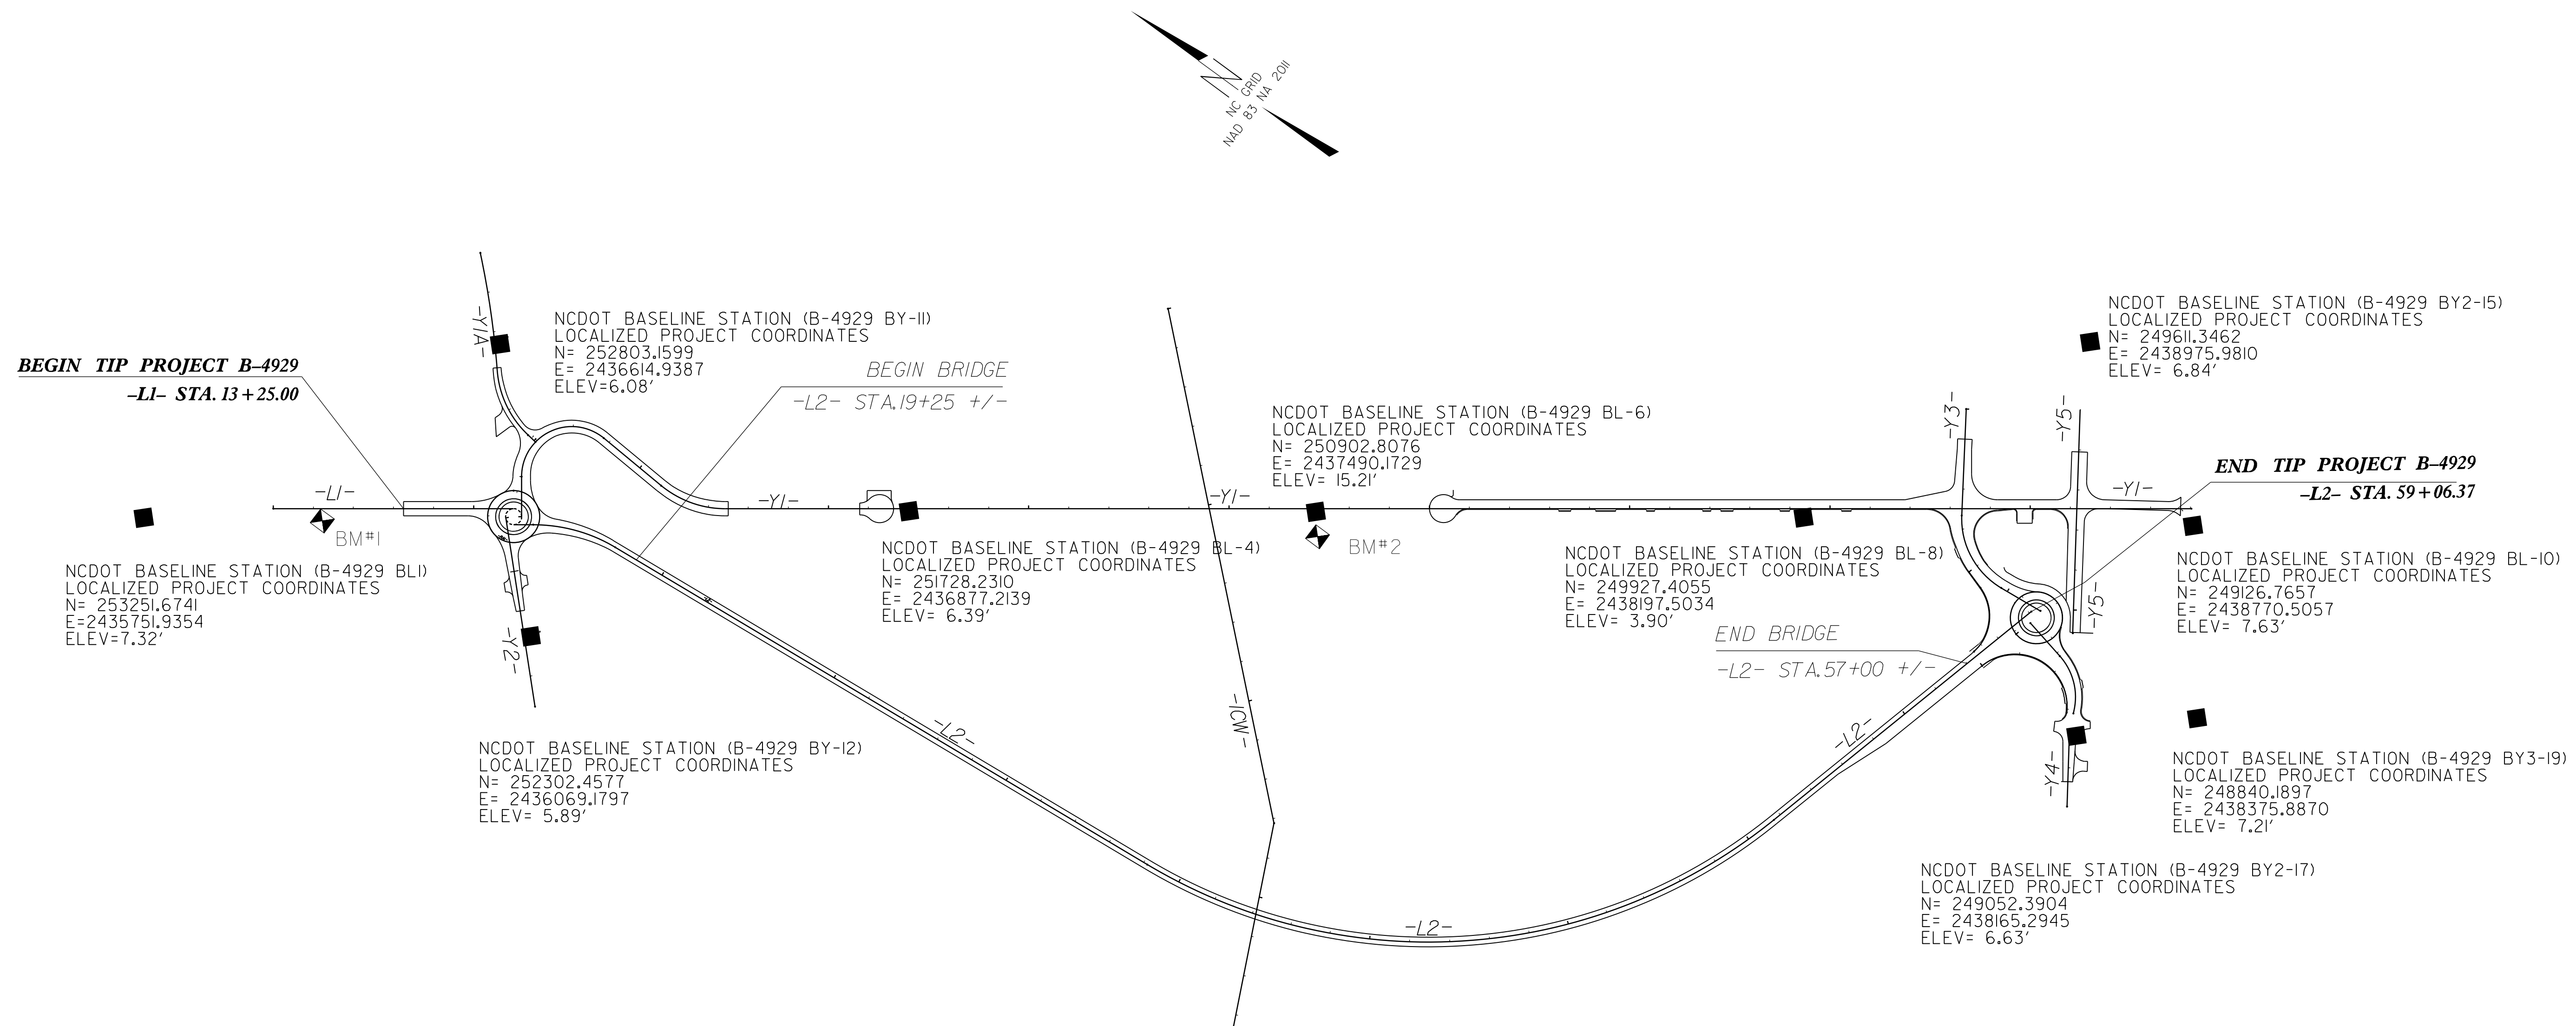 N
NC GRID
NAD 83 NA 2011
BEGIN TIP PROJECT B-4929
-L1- STA. 13+25.00
-Y1A-
NCDOT BASELINE STATION (B-4929 BY-11)
LOCALIZED PROJECT COORDINATES
N= 252803.1599
E= 2436614.9387
ELEV=6.08'
BEGIN BRIDGE
-L2- STA.19+25 +/-
NCDOT BASELINE STATION (B-4929 BL-6)
LOCALIZED PROJECT COORDINATES
N= 250902.8076
E= 2437490.1729
ELEV= 15.21'
NCDOT BASELINE STATION (B-4929 BY2-15)
LOCALIZED PROJECT COORDINATES
N= 249611.3462
E= 2438975.9810
ELEV= 6.84'
-Y3-
-Y5-
END TIP PROJECT B-4929
-L2- STA. 59+06.37
-L1-
BM#1
-Y1-
-Y1-
BM#2
-Y1-
NCDOT BASELINE STATION (B-4929 BL1)
LOCALIZED PROJECT COORDINATES
N= 253251.6741
E=2435751.9354
ELEV=7.32'
-Y2-
NCDOT BASELINE STATION (B-4929 BL-4)
LOCALIZED PROJECT COORDINATES
N= 251728.2310
E= 2436877.2139
ELEV= 6.39'
NCDOT BASELINE STATION (B-4929 BL-8)
LOCALIZED PROJECT COORDINATES
N= 249927.4055
E= 2438197.5034
ELEV= 3.90'
NCDOT BASELINE STATION (B-4929 BL-10)
LOCALIZED PROJECT COORDINATES
N= 249126.7657
E= 2438770.5057
ELEV= 7.63'
-Y5-
END BRIDGE
-L2- STA.57+00 +/-
-L2-
-ICW-
-L2-
-Y4-
NCDOT BASELINE STATION (B-4929 BY-12)
LOCALIZED PROJECT COORDINATES
N= 252302.4577
E= 2436069.1797
ELEV= 5.89'
NCDOT BASELINE STATION (B-4929 BY3-19)
LOCALIZED PROJECT COORDINATES
N= 248840.1897
E= 2438375.8870
ELEV= 7.21'
-L2-
NCDOT BASELINE STATION (B-4929 BY2-17)
LOCALIZED PROJECT COORDINATES
N= 249052.3904
E= 2438165.2945
ELEV= 6.63'